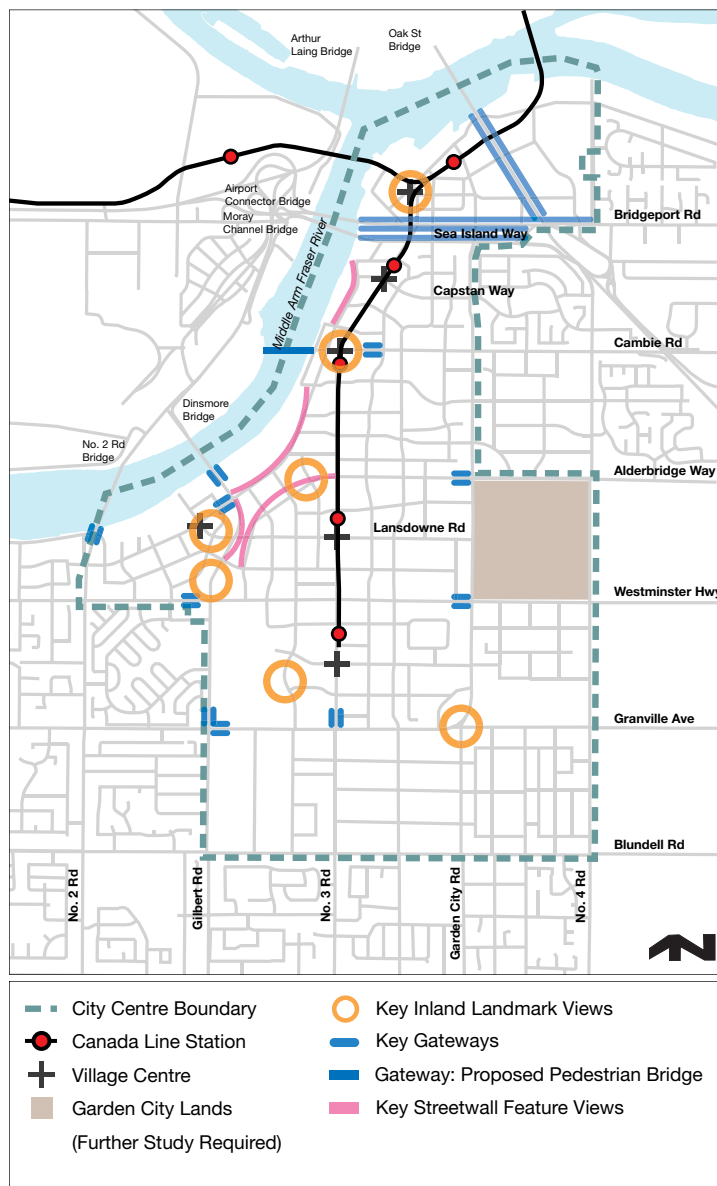 Arthur
Laing Bridge
Oak St
Bridge
Airport
Connector Bridge
Moray
Channel Bridge
Bridgeport Rd
Sea Island Way
Middle Arm Fraser River
Capstan Way
Cambie Rd
Dinsmore
Bridge
No. 2 Rd
Bridge
Alderbridge Way
Lansdowne Rd
Westminster Hwy
Granville Ave
Blundell Rd
No. 2 Rd
Gilbert Rd
No. 3 Rd
Garden City Rd
No. 4 Rd
N
City Centre Boundary
Canada Line Station
Village Centre
Garden City Lands
(Further Study Required)
Key Inland Landmark Views
Key Gateways
Gateway: Proposed Pedestrian Bridge
Key Streetwall Feature Views